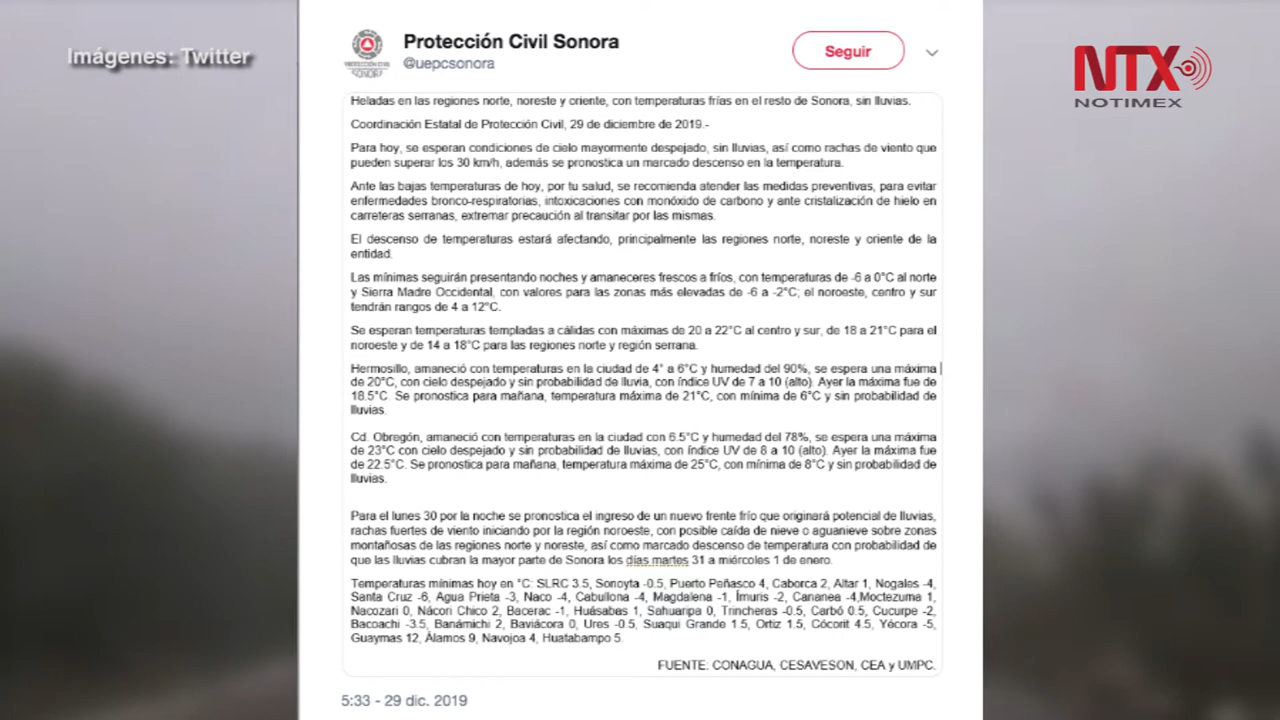 Imágenes: Twitter
Protección Civil Sonora
@uepcsonora
Seguir
NTX
NOTIMEX
PROTECCIÓN CIVIL
SONORA
Heladas en las regiones norte, noreste y oriente, con temperaturas frías en el resto de Sonora, sin lluvias.
Coordinación Estatal de Protección Civil, 29 de diciembre de 2019.-
Para hoy, se esperan condiciones de cielo mayormente despejado, sin lluvias, así como rachas de viento que
pueden superar los 30 km/h, además se pronostica un marcado descenso en la temperatura.
Ante las bajas temperaturas de hoy, por tu salud, se recomienda atender las medidas preventivas, para evitar
enfermedades bronco-respiratorias, intoxicaciones con monóxido de carbono y ante cristalización de hielo en
carreteras serranas, extremar precaución al transitar por las mismas.
El descenso de temperaturas estará afectando, principalmente las regiones norte, noreste y oriente de la
entidad.
Las mínimas seguirán presentando noches y amaneceres frescos a fríos, con temperaturas de -6 a 0°C al norte
y Sierra Madre Occidental, con valores para las zonas más elevadas de -6 a -2°C; el noroeste, centro y sur
tendrán rangos de 4 a 12°C.
Se esperan temperaturas templadas a cálidas con máximas de 20 a 22°C al centro y sur, de 18 a 21°C para el
noroeste y de 14 a 18°C para las regiones norte y región serrana.
Hermosillo, amaneció con temperaturas en la ciudad de 4° a 6°C y humedad del 90%, se espera una máxima
de 20°C, con cielo despejado y sin probabilidad de lluvia, con índice UV de 7 a 10 (alto). Ayer la máxima fue de
18.5°C. Se pronostica para mañana, temperatura máxima de 21°C, con mínima de 6°C y sin probabilidad de
lluvias.
Cd. Obregón, amaneció con temperaturas en la ciudad con 6.5°C y humedad del 78%, se espera una máxima
de 23°C con cielo despejado y sin probabilidad de lluvias, con índice UV de 8 a 10 (alto). Ayer la máxima fue
de 22.5°C. Se pronostica para mañana, temperatura máxima de 25°C, con mínima de 8°C y sin probabilidad de
lluvias.
Para el lunes 30 por la noche se pronostica el ingreso de un nuevo frente frío que originará potencial de lluvias,
rachas fuertes de viento iniciando por la región noroeste, con posible caída de nieve o aguanieve sobre zonas
montañosas de las regiones norte y noreste, así como marcado descenso de temperatura con probabilidad de
que las lluvias cubran la mayor parte de Sonora los días martes 31 a miércoles 1 de enero.
Temperaturas mínimas hoy en °C: SLRC 3.5, Sonoyta -0.5, Puerto Peñasco 4, Caborca 2, Altar 1, Nogales -4,
Santa Cruz -6, Agua Prieta -3, Naco -4, Cabullona -4, Magdalena -1, Ímuris -2, Cananea -4,Moctezuma 1,
Nacozari 0, Nácori Chico 2, Bacerac -1, Huásabas 1, Sahuaripa 0, Trincheras -0.5, Carbó 0.5, Cucurpe -2,
Bacoachi -3.5, Banámichi 2, Baviácora 0, Ures -0.5, Suaqui Grande 1.5, Ortiz 1.5, Cócorit 4.5, Yécora -5,
Guaymas 12, Álamos 9, Navojoa 4, Huatabampo 5.
FUENTE: CONAGUA, CESAVESON, CEA y UMPC.
5:33 - 29 dic. 2019